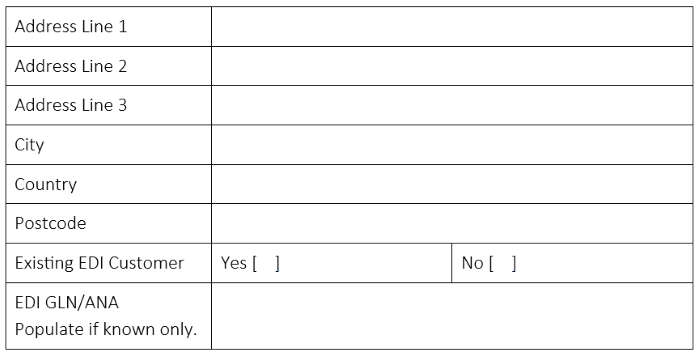 Address Line 1
Address Line 2
Address Line 3
City
Country
Postcode
Existing EDI Customer Yes [ ] No [ ]
EDI GLN/ANA
Populate if known only.